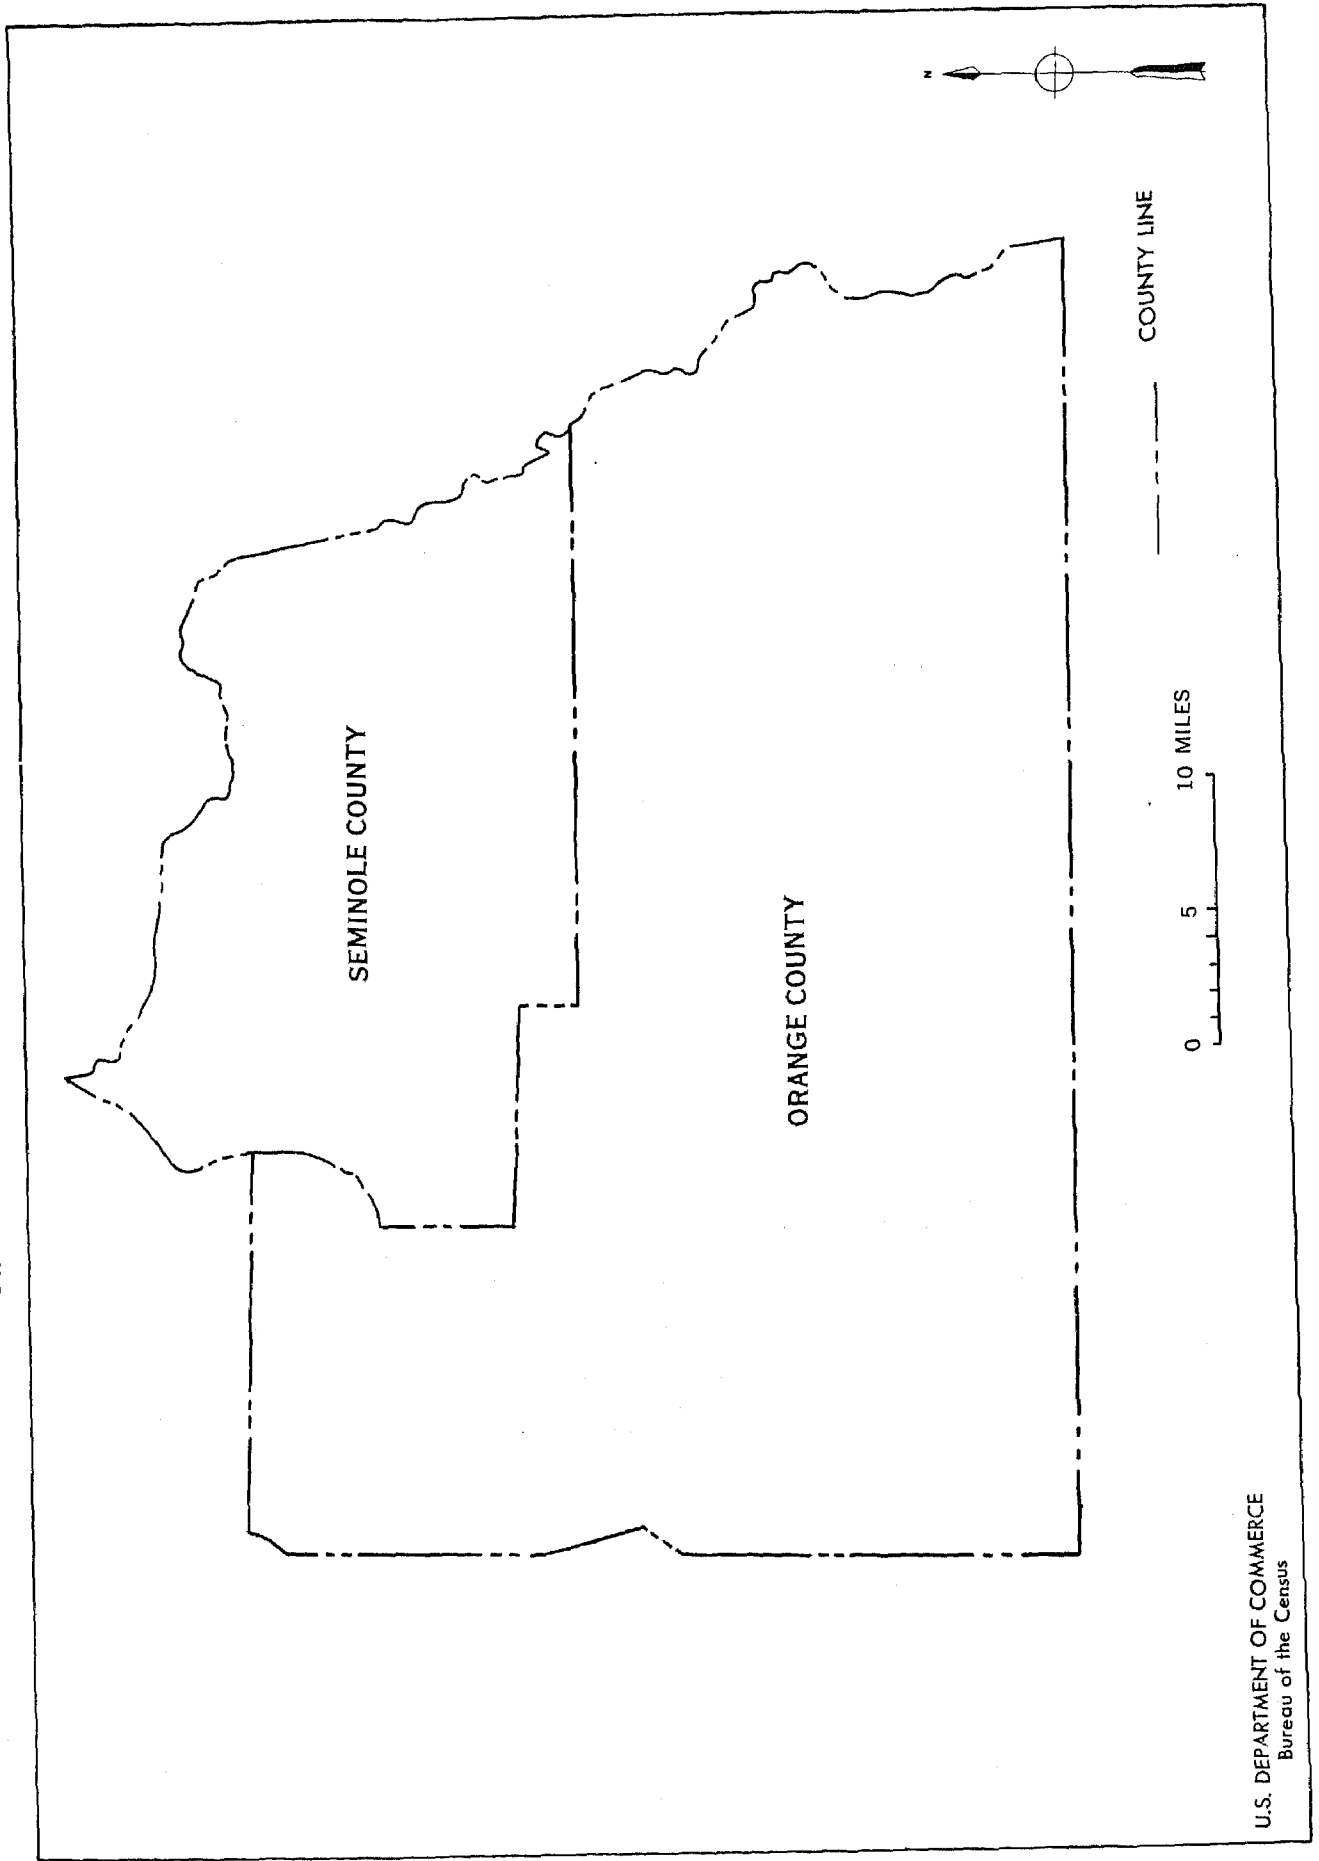 N
SEMINOLE COUNTY
ORANGE COUNTY
COUNTY LINE
0 5 10 MILES
U.S. DEPARTMENT OF COMMERCE
Bureau of the Census